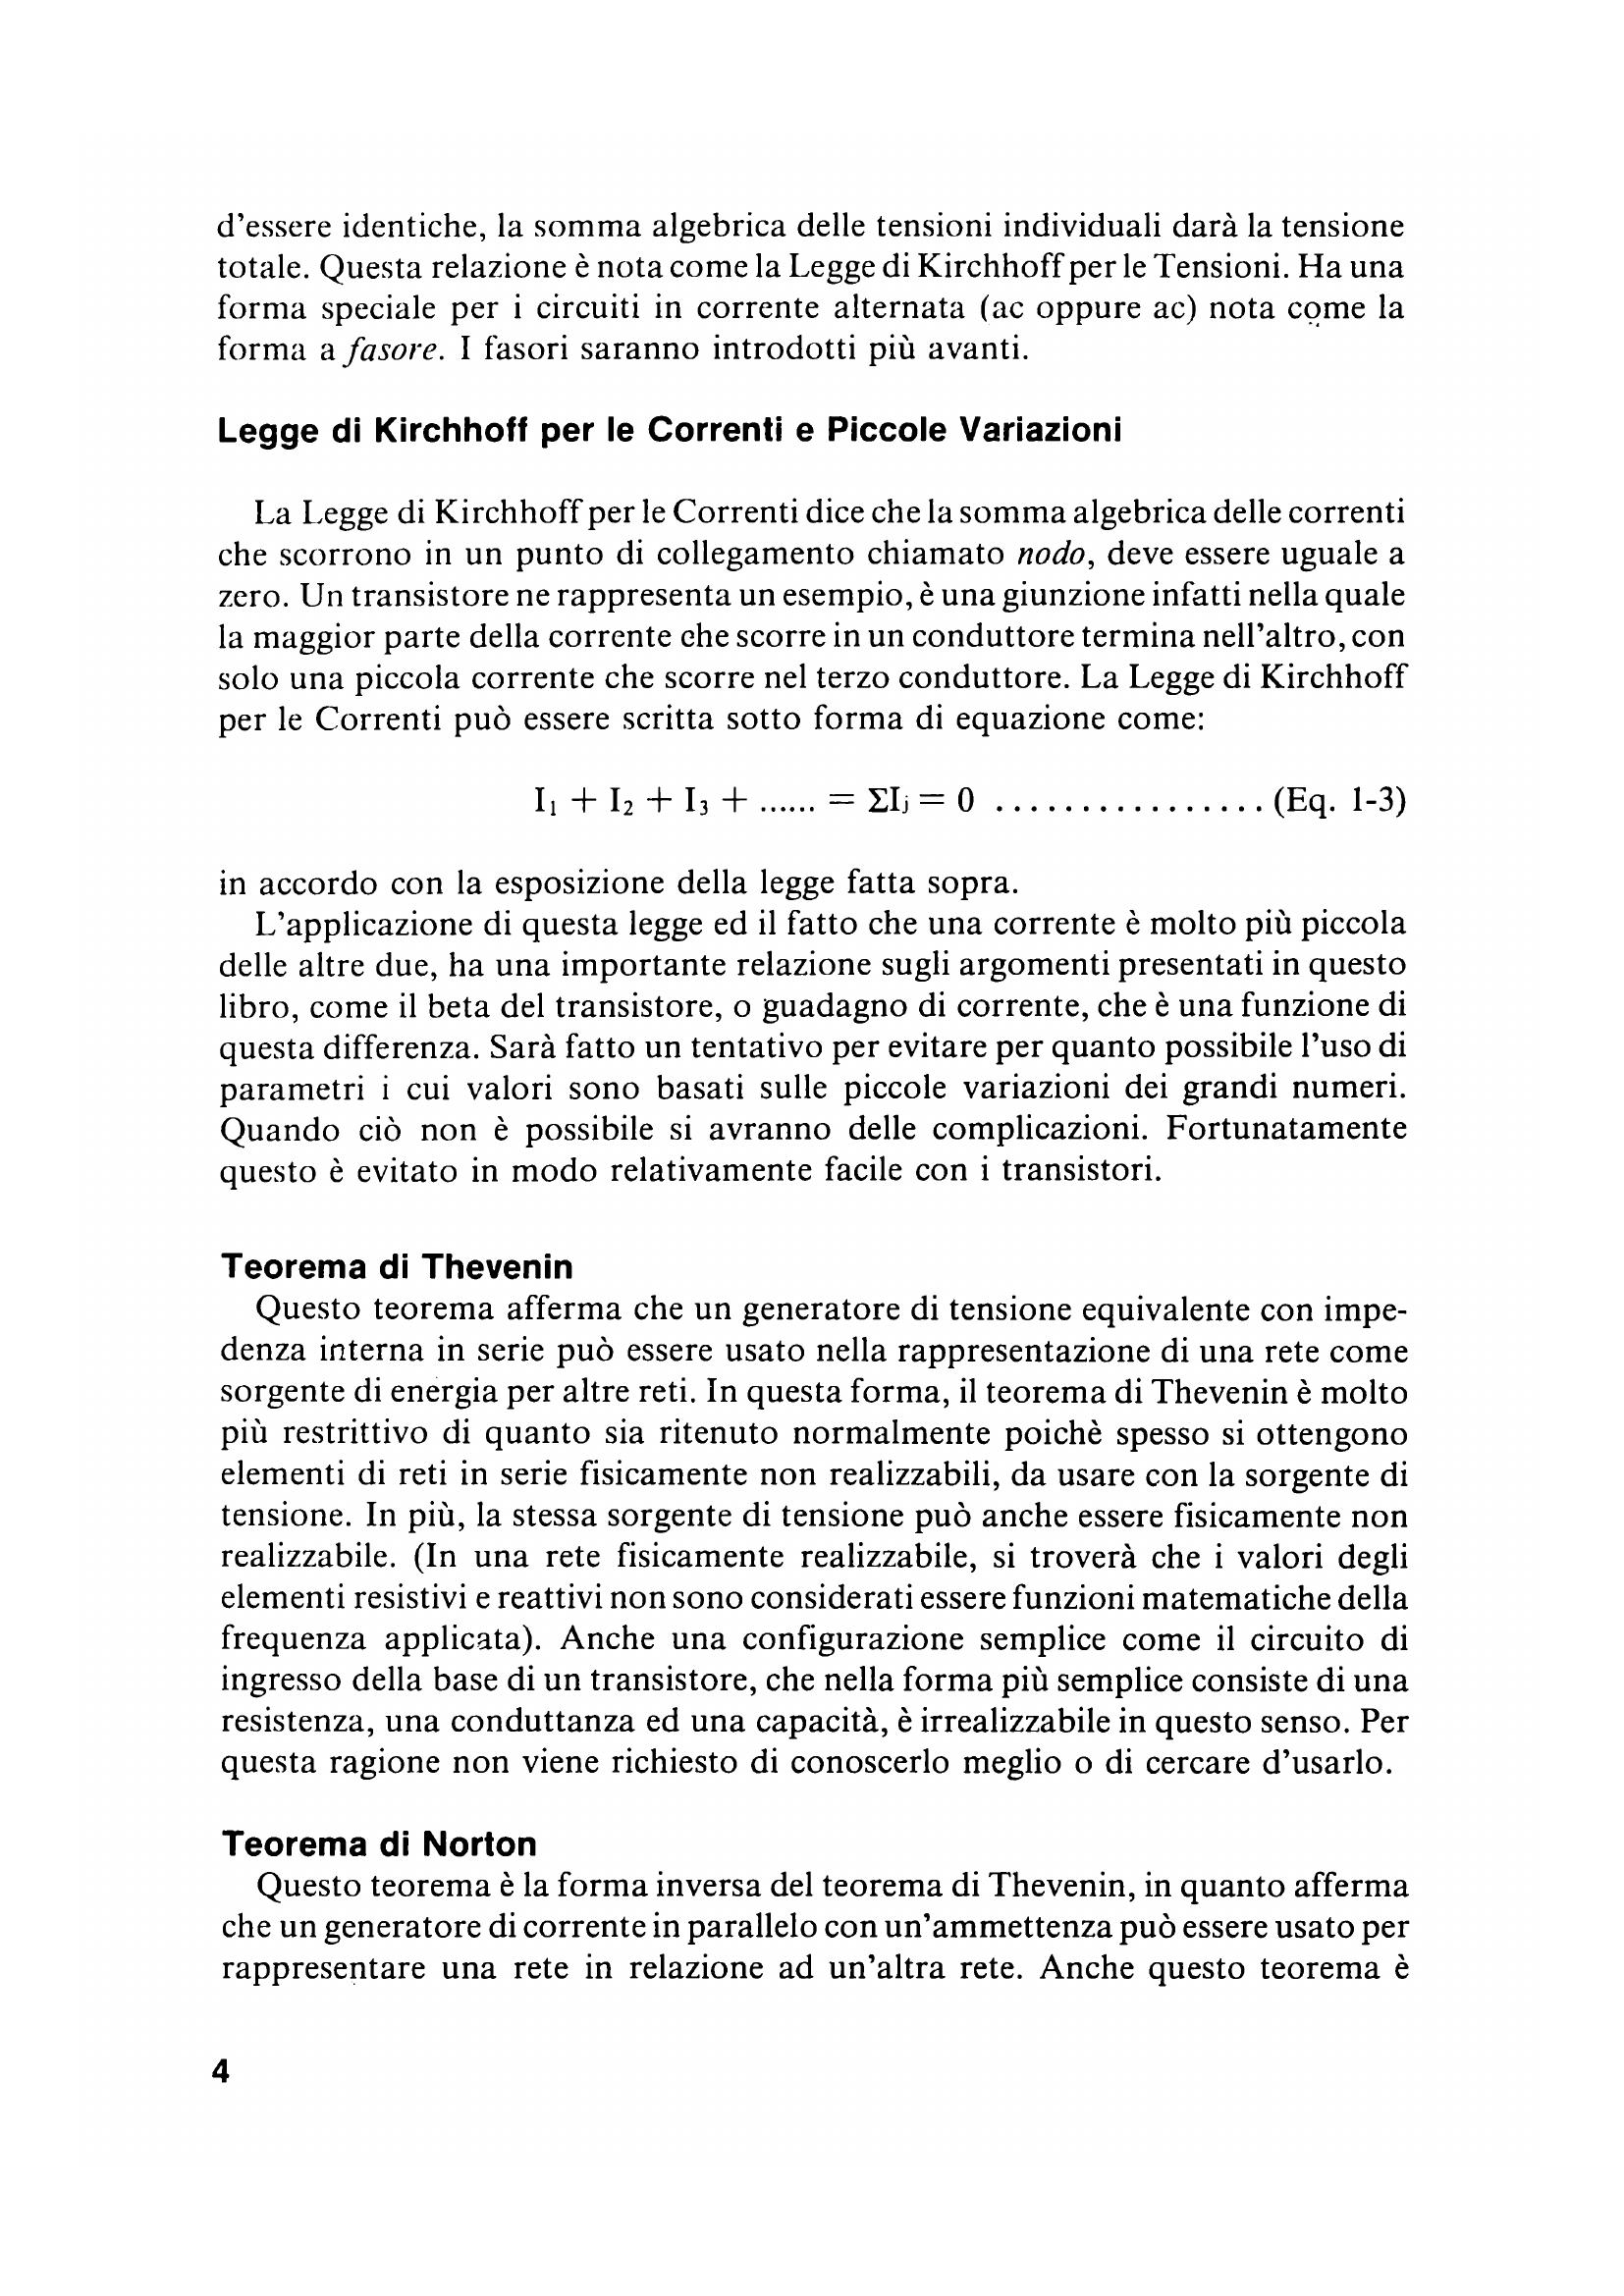 d'essere identiche, la somma algebrica delle tensioni individuali darà la tensione
totale. Questa relazione è nota come la Legge di Kirchhoff per le Tensioni. Ha una
forma speciale per i circuiti in corrente alternata (ac oppure ac) nota come la
forma a fasore. I fasori saranno introdotti più avanti.
Legge di Kirchhoff per le Correnti e Piccole Variazioni
La Legge di Kirchhoff per le Correnti dice che la somma algebrica delle correnti
che scorrono in un punto di collegamento chiamato nodo, deve essere uguale a
zero. Un transistore ne rappresenta un esempio, è una giunzione infatti nella quale
la maggior parte della corrente che scorre in un conduttore termina nell'altro, con
solo una piccola corrente che scorre nel terzo conduttore. La Legge di Kirchhoff
per le Correnti può essere scritta sotto forma di equazione come:
I₁ + I₂ + I₃ + ...... = ΣIⱼ = 0 ................ (Eq. 1-3)
in accordo con la esposizione della legge fatta sopra.
L'applicazione di questa legge ed il fatto che una corrente è molto più piccola
delle altre due, ha una importante relazione sugli argomenti presentati in questo
libro, come il beta del transistore, o guadagno di corrente, che è una funzione di
questa differenza. Sarà fatto un tentativo per evitare per quanto possibile l'uso di
parametri i cui valori sono basati sulle piccole variazioni dei grandi numeri.
Quando ciò non è possibile si avranno delle complicazioni. Fortunatamente
questo è evitato in modo relativamente facile con i transistori.
Teorema di Thevenin
Questo teorema afferma che un generatore di tensione equivalente con impe-
denza interna in serie può essere usato nella rappresentazione di una rete come
sorgente di energia per altre reti. In questa forma, il teorema di Thevenin è molto
più restrittivo di quanto sia ritenuto normalmente poichè spesso si ottengono
elementi di reti in serie fisicamente non realizzabili, da usare con la sorgente di
tensione. In più, la stessa sorgente di tensione può anche essere fisicamente non
realizzabile. (In una rete fisicamente realizzabile, si troverà che i valori degli
elementi resistivi e reattivi non sono considerati essere funzioni matematiche della
frequenza applicata). Anche una configurazione semplice come il circuito di
ingresso della base di un transistore, che nella forma più semplice consiste di una
resistenza, una conduttanza ed una capacità, è irrealizzabile in questo senso. Per
questa ragione non viene richiesto di conoscerlo meglio o di cercare d'usarlo.
Teorema di Norton
Questo teorema è la forma inversa del teorema di Thevenin, in quanto afferma
che un generatore di corrente in parallelo con un'ammettenza può essere usato per
rappresentare una rete in relazione ad un'altra rete. Anche questo teorema è
4